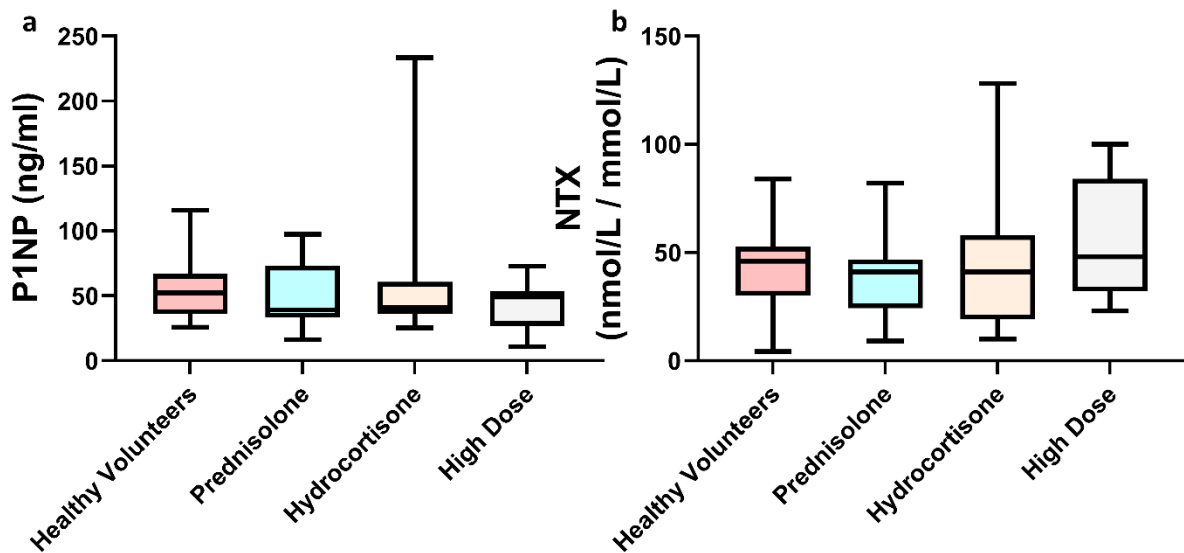 a
P1NP (ng/ml)
250
200
150
100
50
0
Healthy Volunteers
Prednisolone
Hydrocortisone
High Dose
b
NTX
(nmol/L / mmol/L)
150
100
50
0
Healthy Volunteers
Prednisolone
Hydrocortisone
High Dose